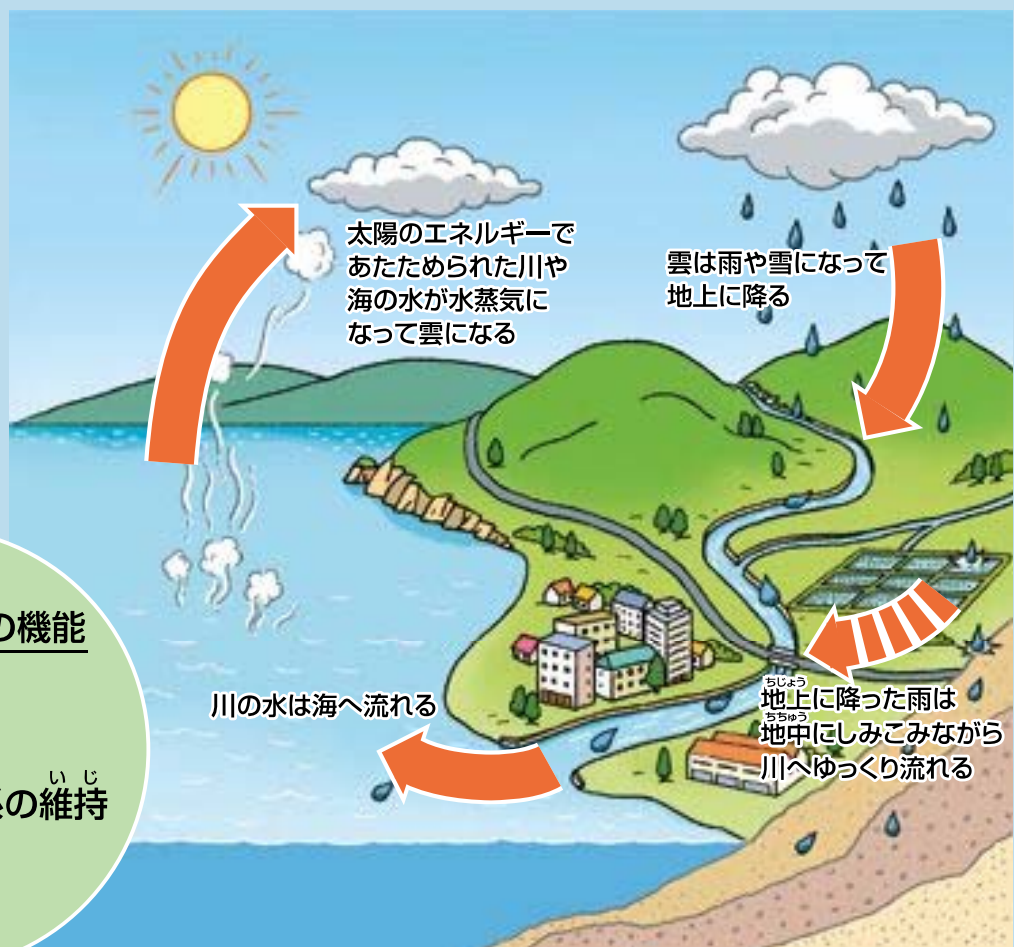 太陽のエネルギーで
あたためられた川や
海の水が水蒸気に
なって雲になる
雲は雨や雪になって
地上に降る
の機能
いじ
の維持
川の水は海へ流れる
ちじょう
地上に降った雨は
ちちゅう
地中にしみこみながら
川へゆっくり流れる